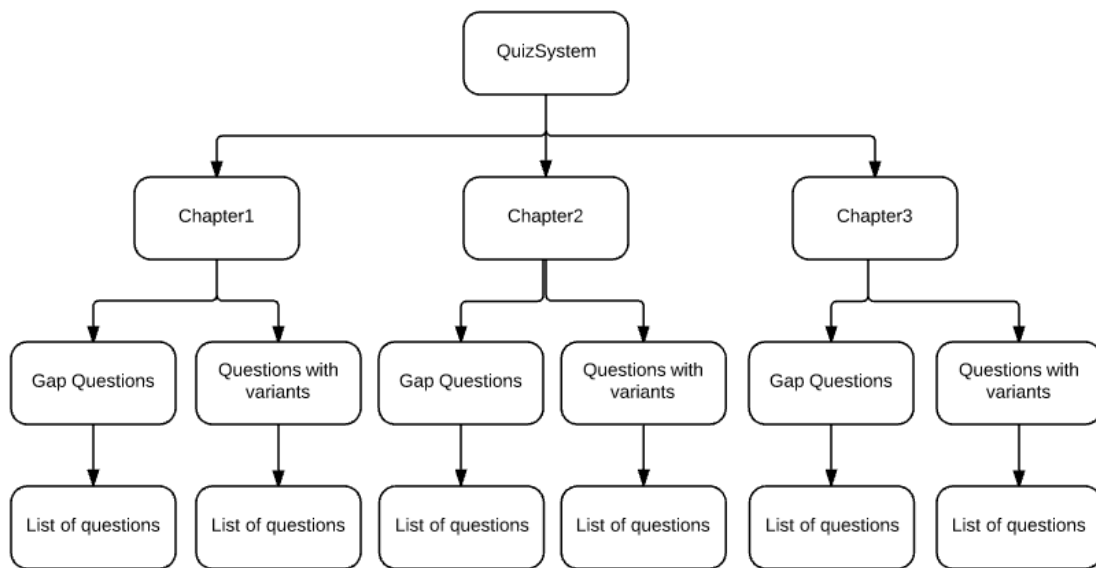 QuizSystem
Chapter1
Chapter2
Chapter3
Gap Questions
Questions with
variants
Gap Questions
Questions with
variants
Gap Questions
Questions with
variants
List of questions
List of questions
List of questions
List of questions
List of questions
List of questions